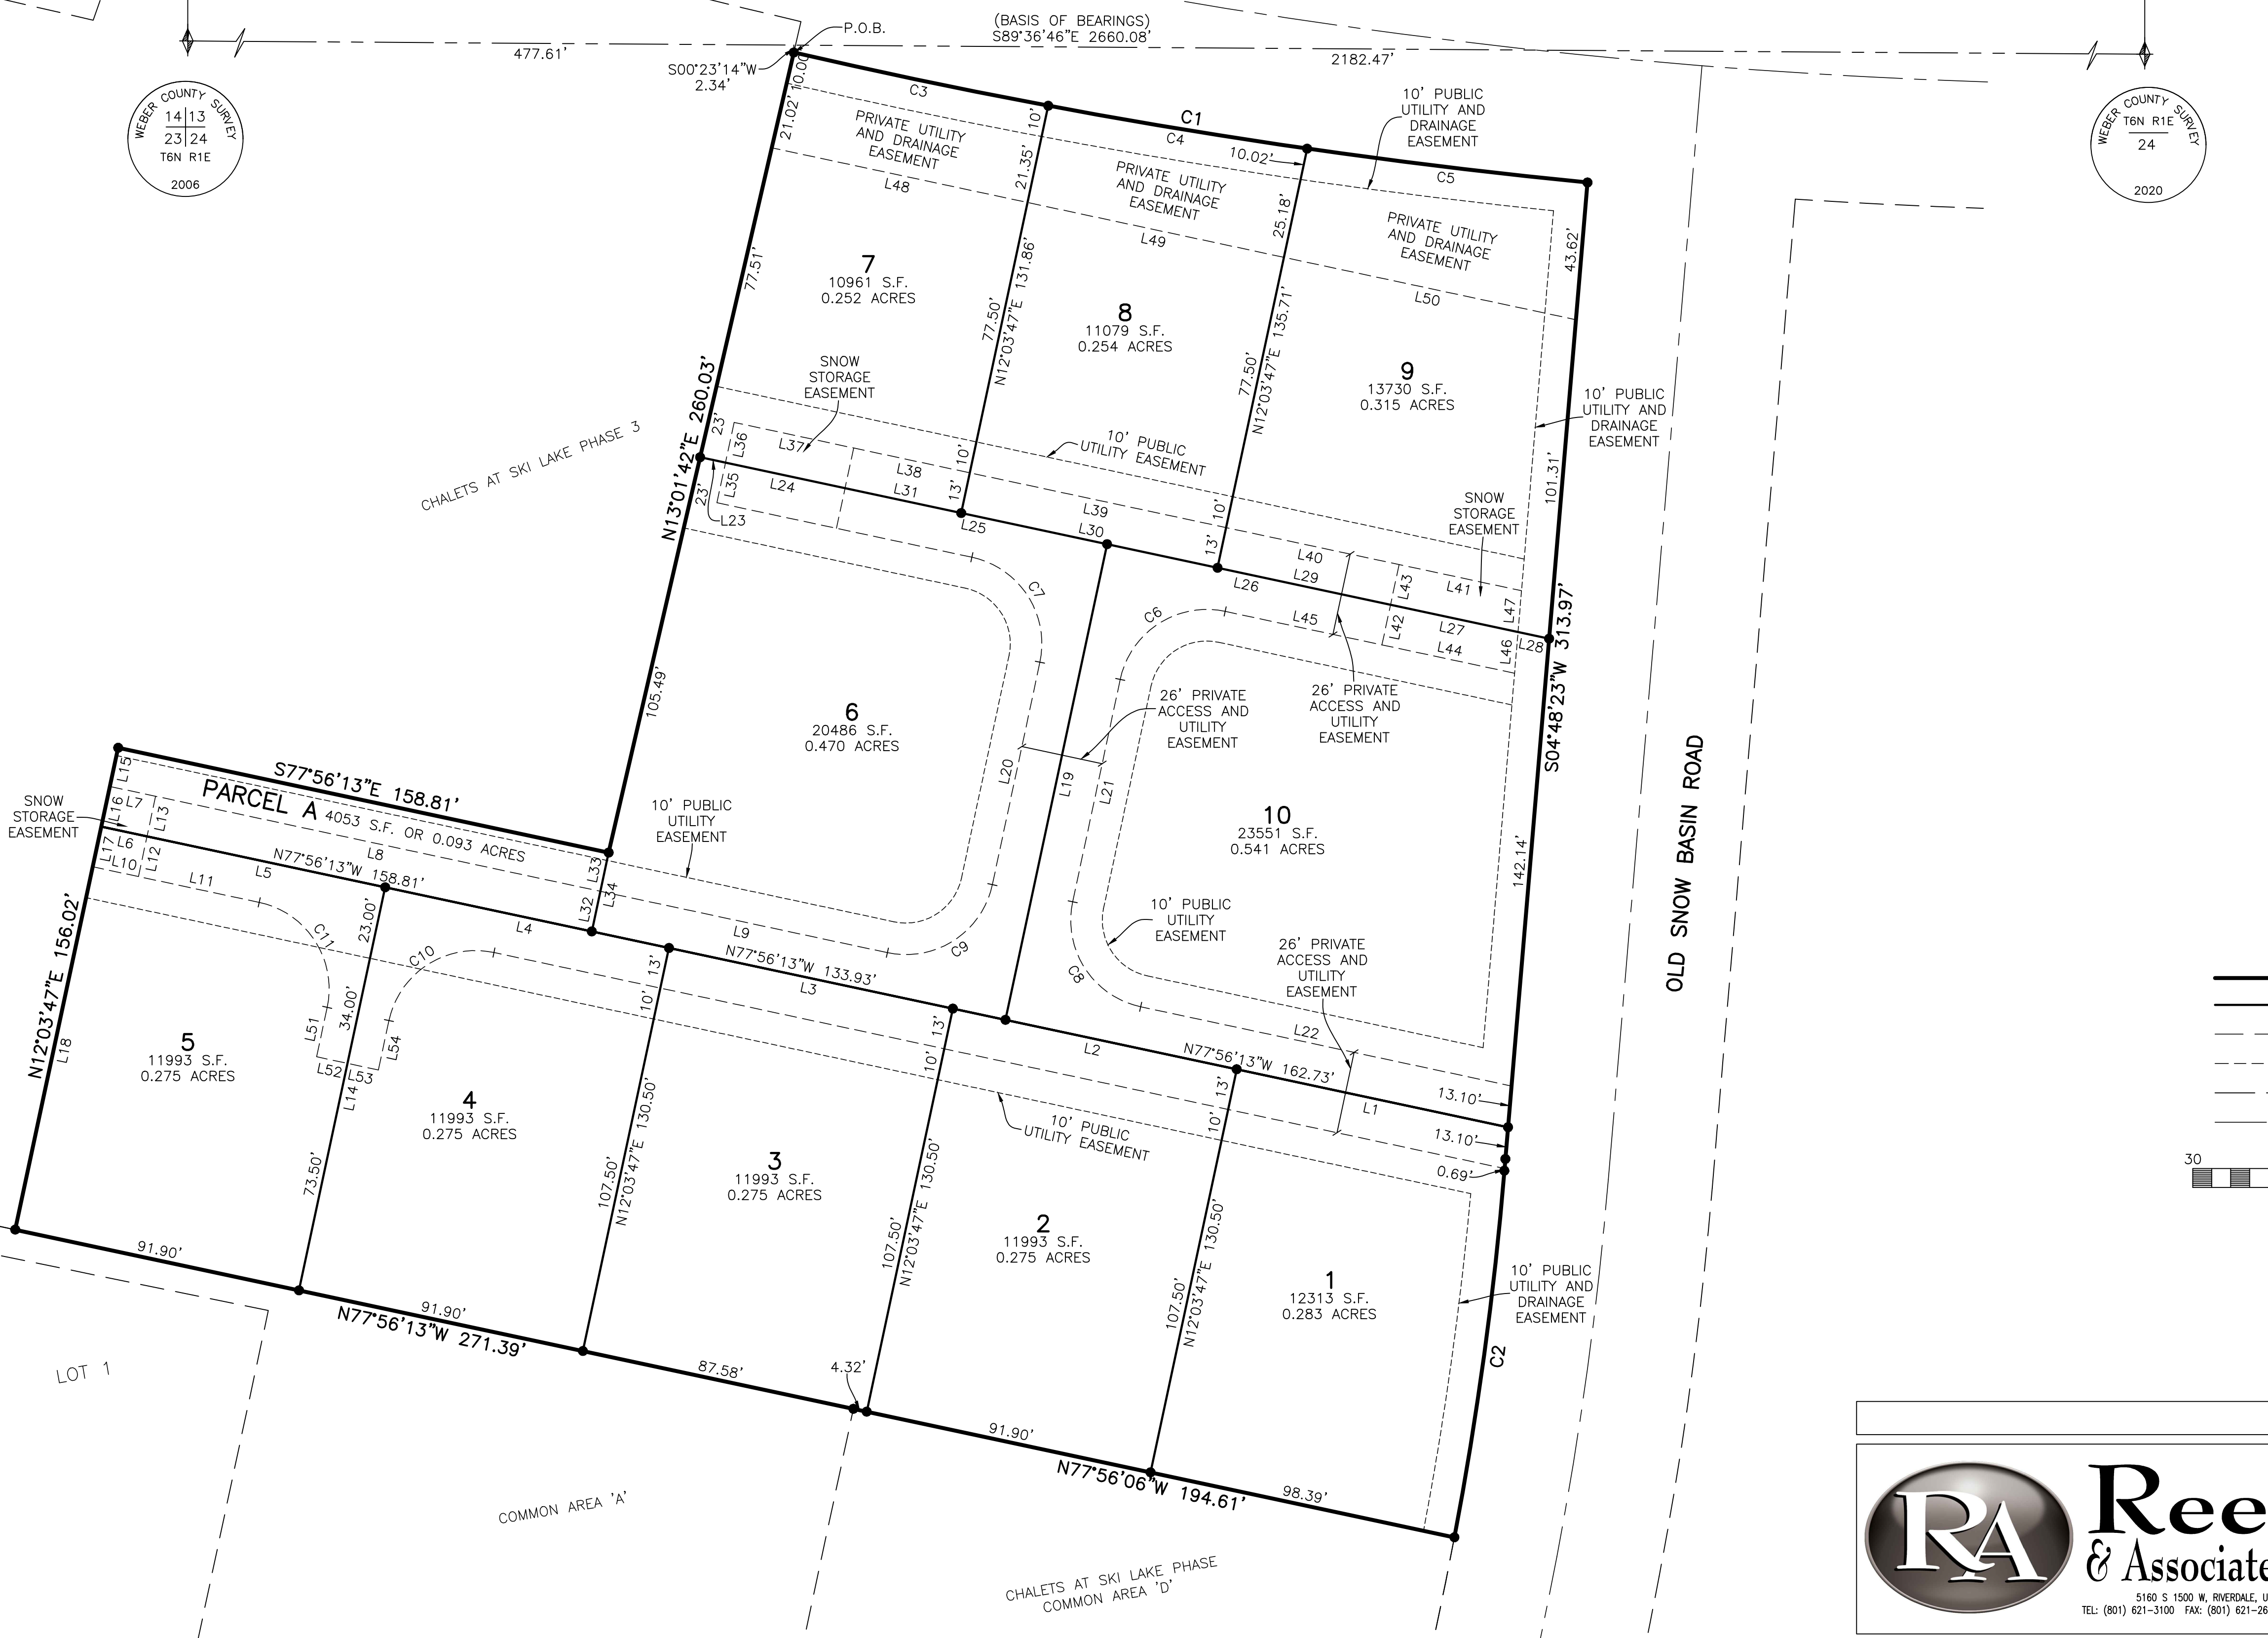 (BASIS OF BEARINGS)
S89°36'46"E 2660.08'
477.61'
2182.47'
P.O.B.
S00°23'14"W
2.34'
WEBER COUNTY SURVEY
14 13
23 24
T6N R1E
2006
WEBER COUNTY SURVEY
T6N R1E
24
2020
10.00
21.02'
77.51'
C3
C1
C4
C5
10'
21.35'
10.02'
25.18'
10' PUBLIC
UTILITY AND
DRAINAGE
EASEMENT
PRIVATE UTILITY
AND DRAINAGE
EASEMENT
PRIVATE UTILITY
AND DRAINAGE
EASEMENT
PRIVATE UTILITY
AND DRAINAGE
EASEMENT
L48
L49
L50
43.62'
7
10961 S.F.
0.252 ACRES
77.50'
N12°03'47"E 131.86'
8
11079 S.F.
0.254 ACRES
77.50'
N12°03'47"E 135.71'
9
13730 S.F.
0.315 ACRES
10' PUBLIC
UTILITY AND
DRAINAGE
EASEMENT
101.31'
SNOW
STORAGE
EASEMENT
CHALETS AT SKI LAKE PHASE 3
N13°01'42"E 260.03'
23'
23'
L36
L35
L37
L38
L24
L31
L23
L25
L30
10'
13'
10' PUBLIC
UTILITY EASEMENT
L39
10'
13'
L40
L29
L26
SNOW
STORAGE
EASEMENT
L43
L41
L47
L42
L27
L46
L28
L45
L44
C7
C6
S04°48'23"W 313.97'
105.49'
6
20486 S.F.
0.470 ACRES
26' PRIVATE
ACCESS AND
UTILITY
EASEMENT
26' PRIVATE
ACCESS AND
UTILITY
EASEMENT
L20
L19
L21
10
23551 S.F.
0.541 ACRES
142.14'
OLD SNOW BASIN ROAD
S77°56'13"E 158.81'
PARCEL A
4053 S.F. OR 0.093 ACRES
SNOW
STORAGE
EASEMENT
L15
L16
L7
L13
L17
L6
L10
L12
L8
N77°56'13"W 158.81'
L5
L11
10' PUBLIC
UTILITY
EASEMENT
L33
L34
L32
L4
L9
C9
C8
10' PUBLIC
UTILITY
EASEMENT
26' PRIVATE
ACCESS AND
UTILITY
EASEMENT
N77°56'13"W 133.93'
L3
L22
L2
N77°56'13"W 162.73'
L1
13.10'
13.10'
0.69'
30
N12°03'47"E 156.02'
L18
C11
C10
23.00'
34.00'
L51
L52
L53
L54
L14
73.50'
5
11993 S.F.
0.275 ACRES
4
11993 S.F.
0.275 ACRES
13'
10'
107.50'
N12°03'47"E 130.50'
3
11993 S.F.
0.275 ACRES
13'
10'
107.50'
N12°03'47"E 130.50'
10' PUBLIC
UTILITY EASEMENT
2
11993 S.F.
0.275 ACRES
13'
10'
107.50'
N12°03'47"E 130.50'
1
12313 S.F.
0.283 ACRES
10' PUBLIC
UTILITY AND
DRAINAGE
EASEMENT
C2
91.90'
91.90'
N77°56'13"W 271.39'
87.58'
4.32'
91.90'
N77°56'06"W 194.61'
98.39'
LOT 1
COMMON AREA 'A'
CHALETS AT SKI LAKE PHASE
COMMON AREA 'D'
RA
Ree
& Associate
5160 S 1500 W, RIVERDALE, U
TEL: (801) 621-3100 FAX: (801) 621-26